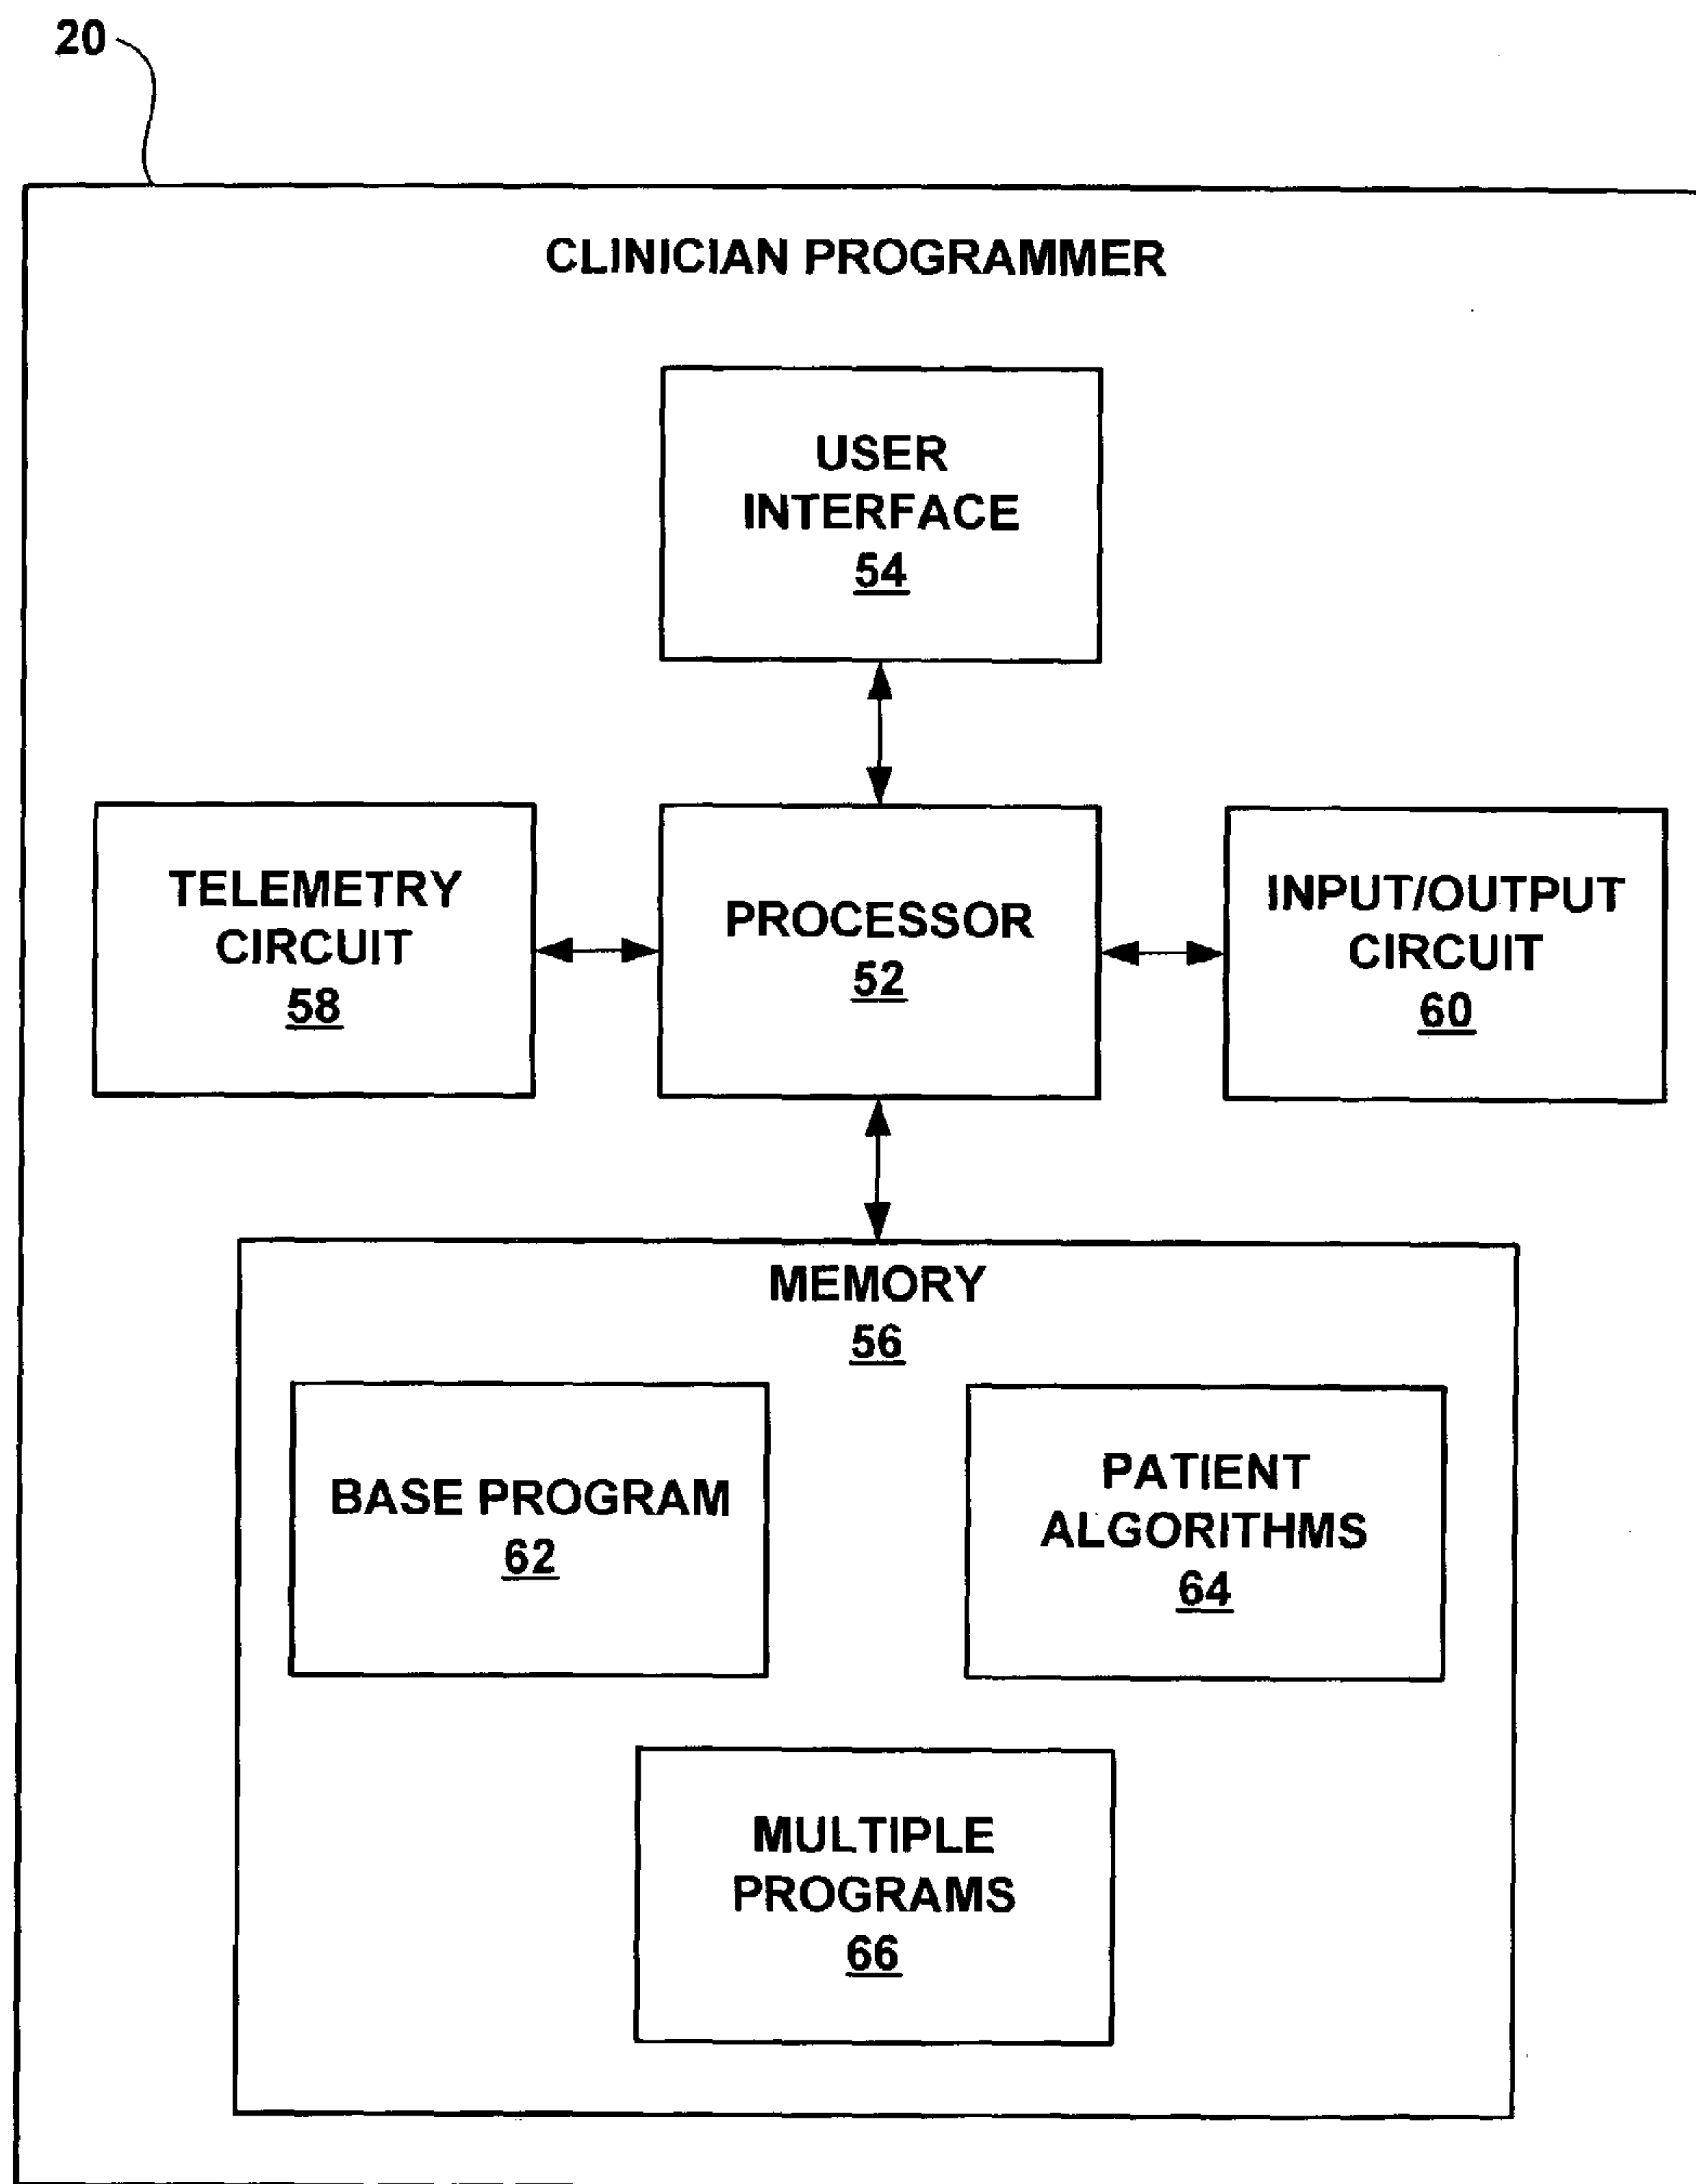 20
CLINICIAN PROGRAMMER
USER
INTERFACE
54
TELEMETRY
CIRCUIT
58
PROCESSOR
52
INPUT/OUTPUT
CIRCUIT
60
MEMORY
56
BASE PROGRAM
62
PATIENT
ALGORITHMS
64
MULTIPLE
PROGRAMS
66